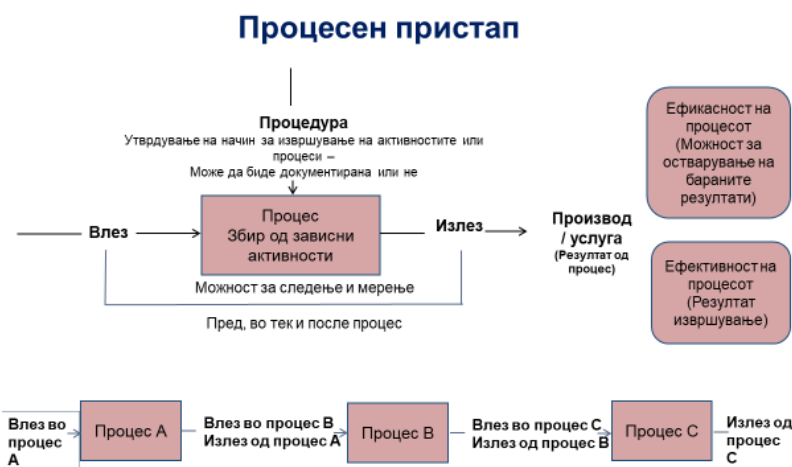 Процесен пристап
Процедура
Утврдување на начин за извршување на активностите или
процеси –
Може да биде документирана или не
Влез
Процес
Збир од зависни
активности
Излез
Производ
/ услуга
(Резултат од
процес)
Можност за следење и мерење
Пред, во тек и после процес
Ефикасност на
процесот
(Можност за
остварување на
бараните
резултати)
Ефективност на
процесот
(Резултат
извршување)
Влез во
процес
А
Процес А
Влез во процес В
Излез од процес А
Процес В
Влез во процес С
Излез од процес В
Процес С
Излез од
процес
С